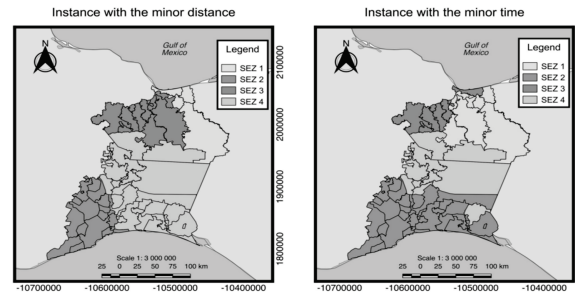 Instance with the minor distance
N
Gulf of
Mexico
Legend
SEZ 1
SEZ 2
SEZ 3
SEZ 4
2100000
2000000
1900000
1800000
Scale 1: 3 000 000
25 0 25 50 75 100 km
-10700000 -10600000 -10500000 -10400000
Instance with the minor time
N
Gulf of
Mexico
Legend
SEZ 1
SEZ 2
SEZ 3
SEZ 4
Scale 1: 3 000 000
25 0 25 50 75 100 km
-10700000 -10600000 -10500000 -10400000